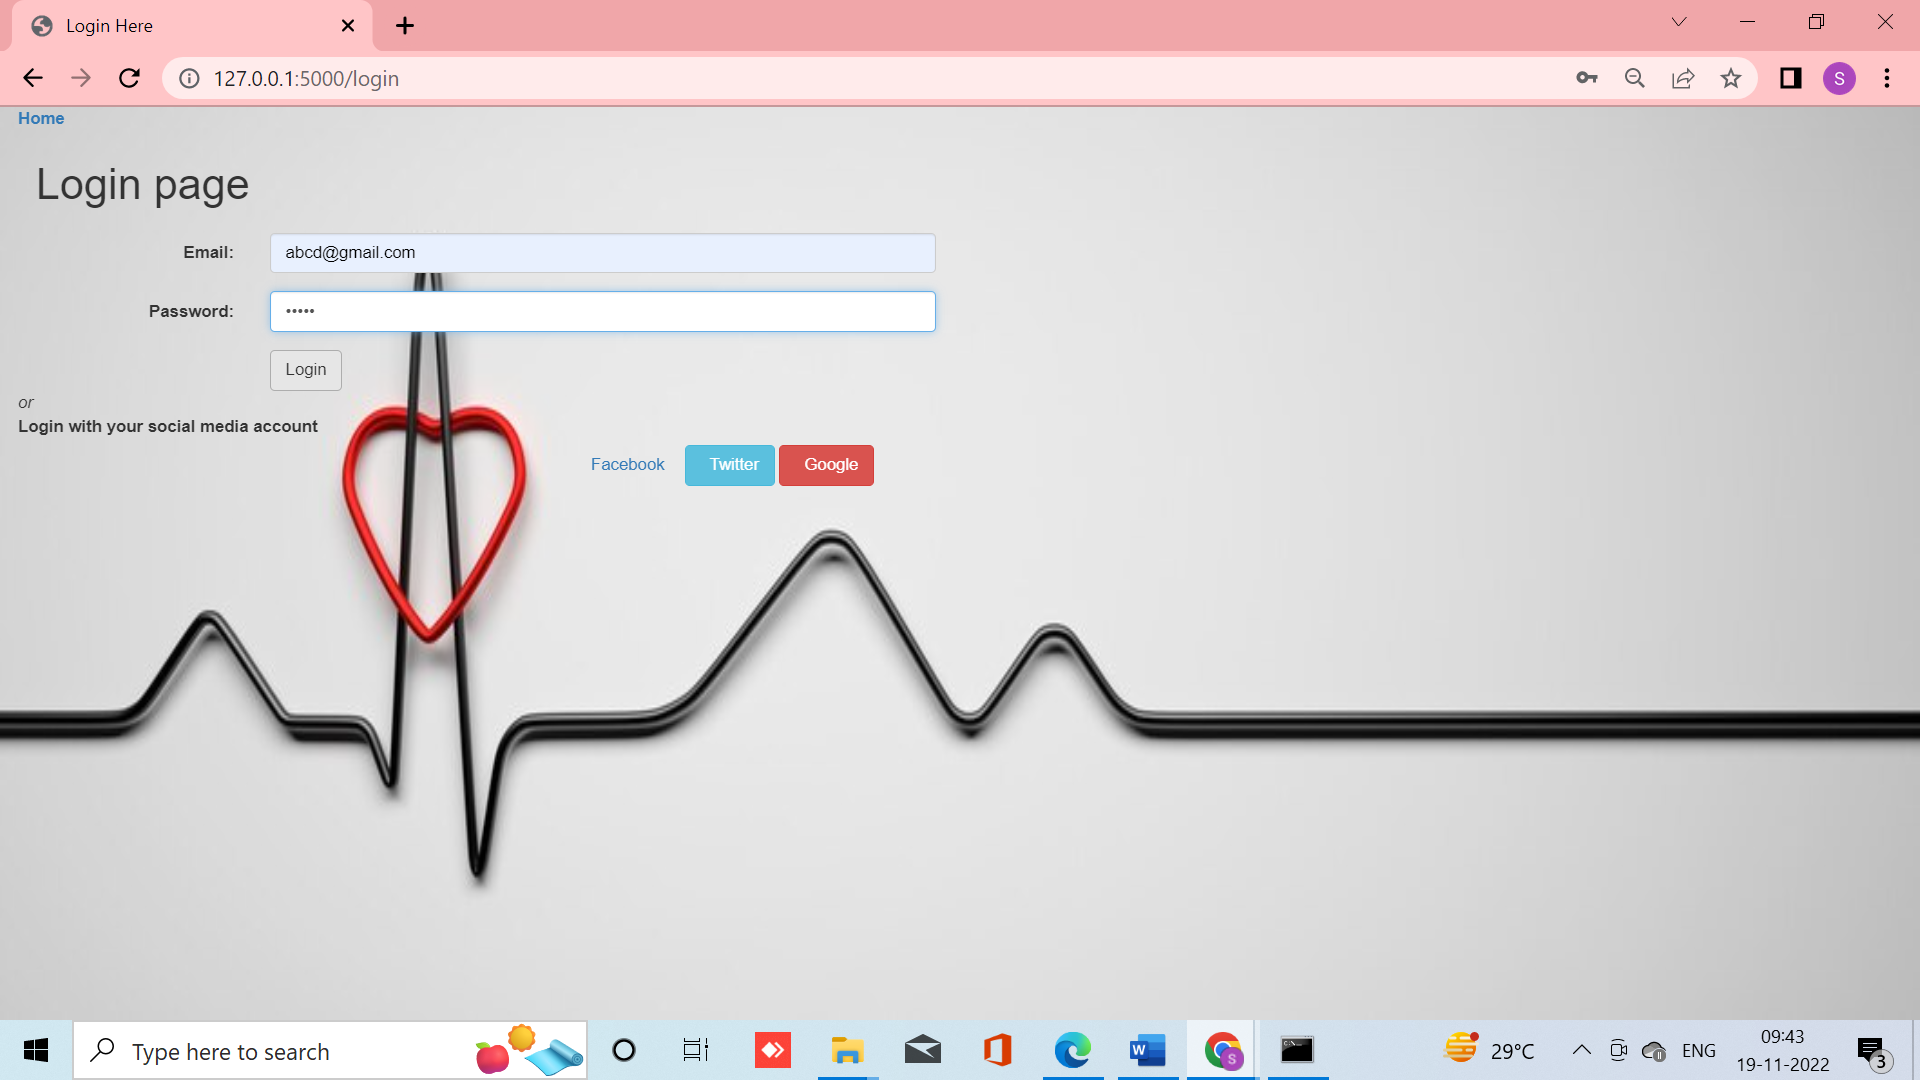 Login Here
127.0.0.1:5000/login
S
Home
Login page
Email: abcd@gmail.com
Password: •••••
Login
or
Login with your social media account
Facebook Twitter Google
Type here to search
W
S
C:\.
29°C
ENG
09:43
19-11-2022
3